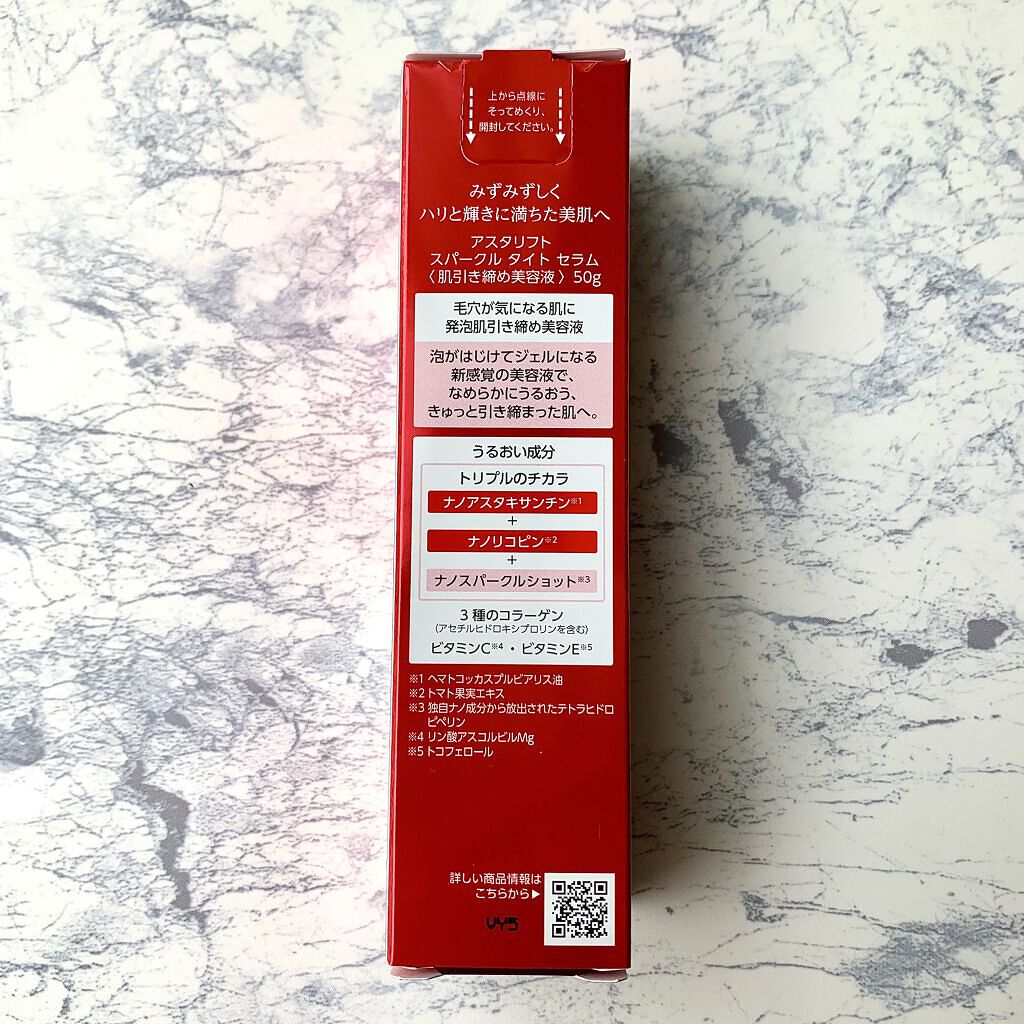 上から点線に
そってめくり、
開封してください。
みずみずしく
ハリと輝きに満ちた美肌へ
アスタリフト
スパークル タイト セラム
〈肌引き締め美容液〉50g
毛穴が気になる肌に
発泡肌引き締め美容液
泡がはじけてジェルになる
新感覚の美容液で、
なめらかにうるおう、
きゅっと引き締まった肌へ。
うるおい成分
トリプルのチカラ
ナノアスタキサンチン※1
+
ナノリコピン※2
+
ナノスパークルショット※3
3種のコラーゲン
(アセチルヒドロキシプロリンを含む)
ビタミンC※4・ビタミンE※5
※1 ヘマトコッカスプルビアリス油
※2 トマト果実エキス
※3 独自ナノ成分から放出されたテトラヒドロ
ピペリン
※4 リン酸アスコルビルMg
※5 トコフェロール
詳しい商品情報は
こちらから▶